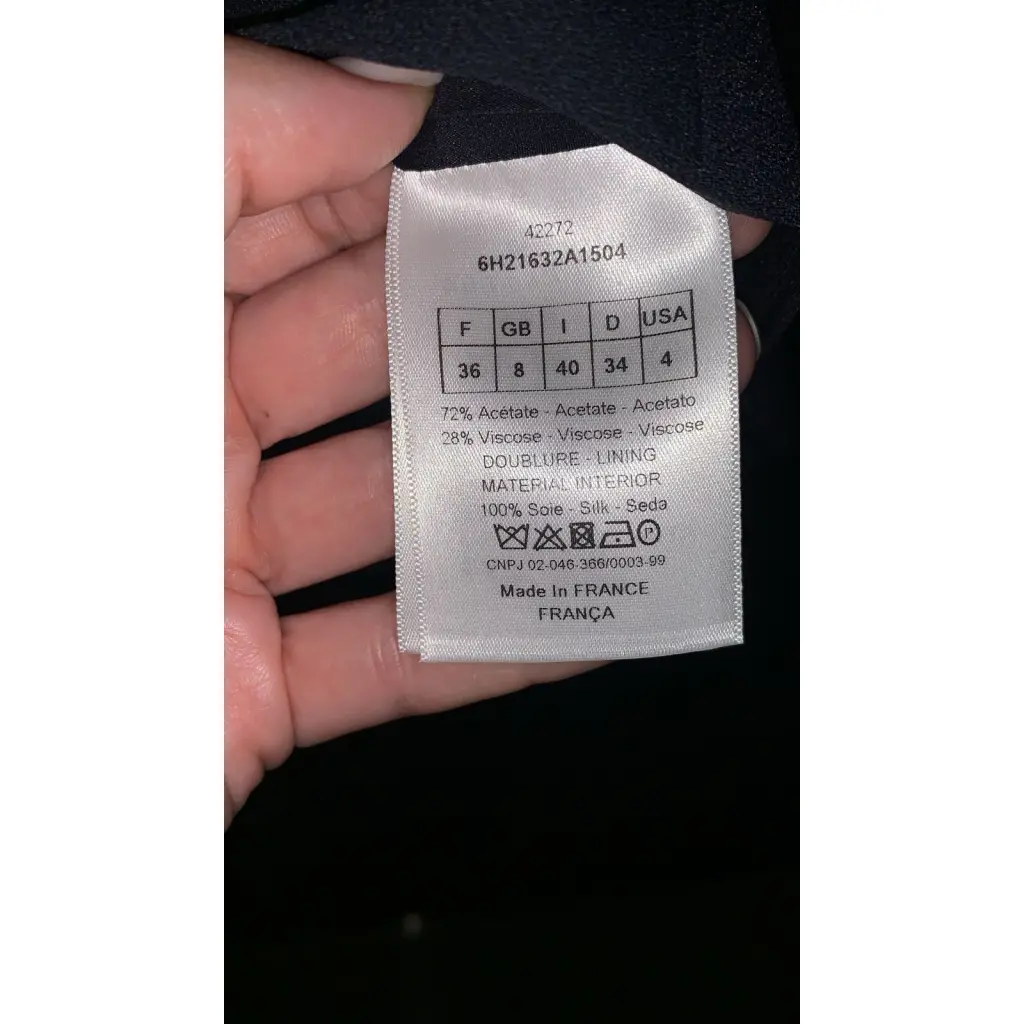 42272
6H21632A1504
F GB I D USA
36 8 40 34 4
72% Acétate - Acetate - Acetato
28% Viscose - Viscose - Viscose
DOUBLURE - LINING
MATERIAL INTERIOR
100% Soie - Silk - Seda
P
CNPJ 02-046-366/0003-99
Made In FRANCE
FRANÇA